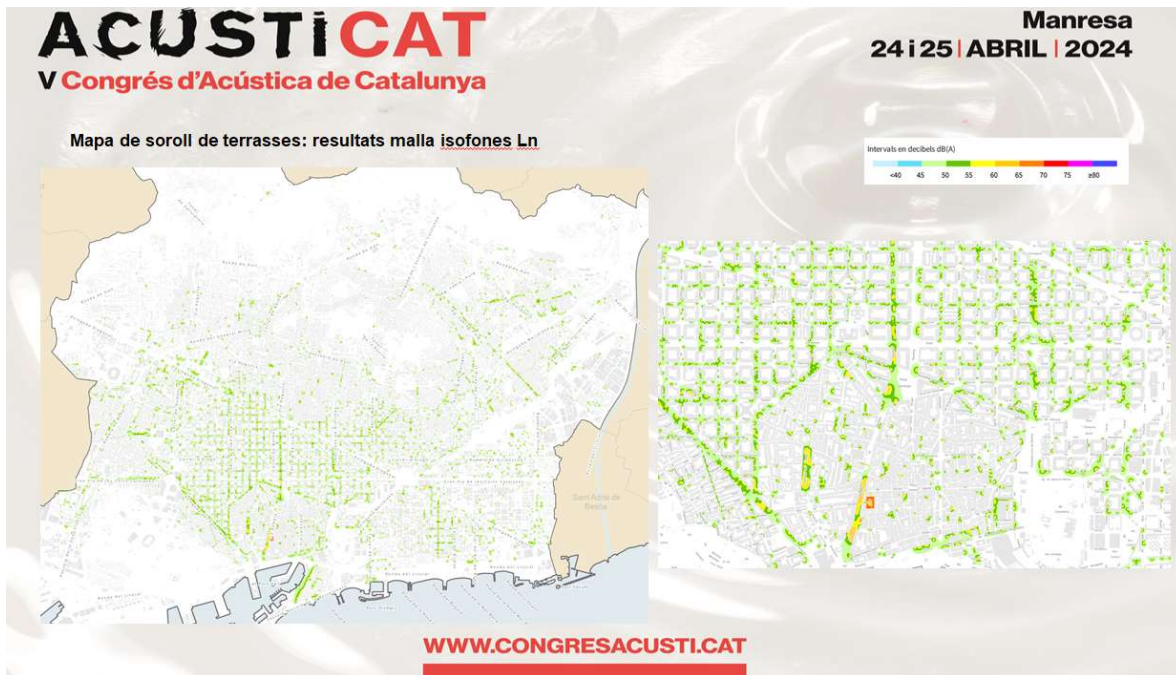 ACUSTiCAT
V Congrés d'Acústica de Catalunya
Manresa
24 i 25 | ABRIL | 2024
Mapa de soroll de terrasses: resultats malla isofones Ln
Intervals en decibels dB(A)
<40 45 50 55 60 65 70 75 ≥80
Sant Adrià de
Besòs
WWW.CONGRESACUSTI.CAT